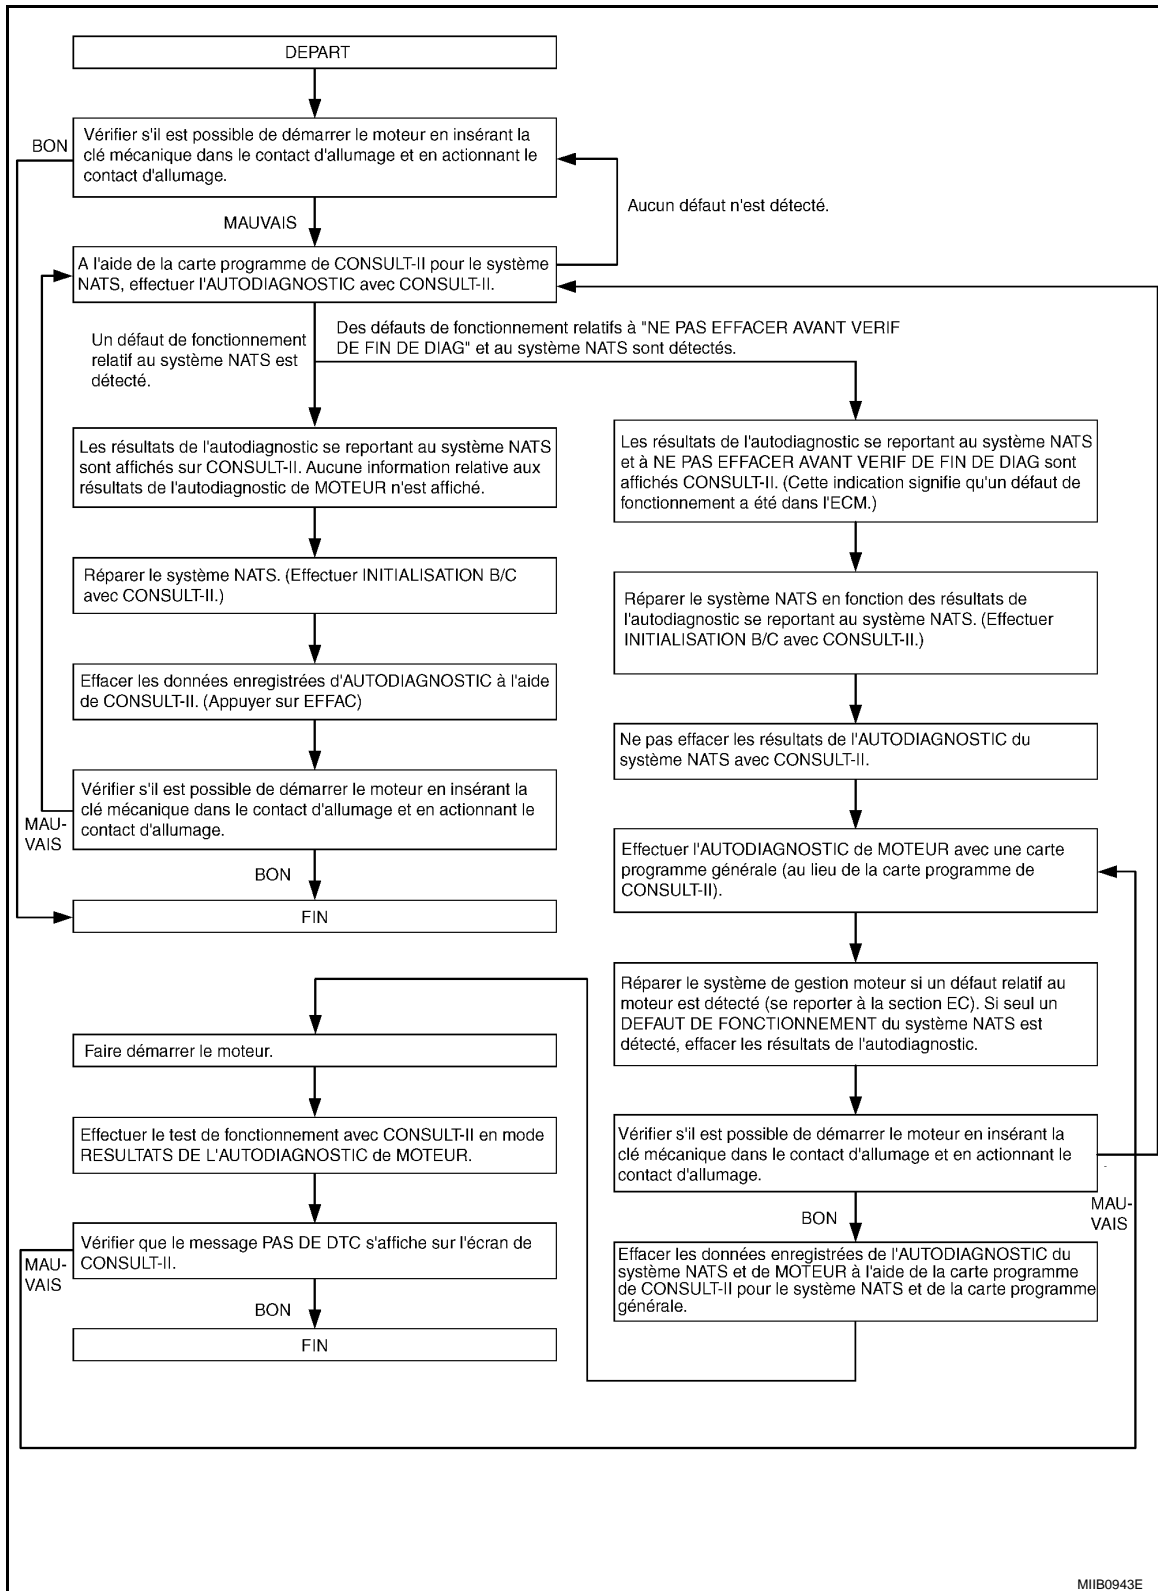 DEPART
Vérifier s'il est possible de démarrer le moteur en insérant la
clé mécanique dans le contact d'allumage et en actionnant le
contact d'allumage.
BON
Aucun défaut n'est détecté.
MAUVAIS
A l'aide de la carte programme de CONSULT-II pour le système
NATS, effectuer l'AUTODIAGNOSTIC avec CONSULT-II.
Un défaut de fonctionnement
relatif au système NATS est
détecté.
Des défauts de fonctionnement relatifs à "NE PAS EFFACER AVANT VERIF
DE FIN DE DIAG" et au système NATS sont détectés.
Les résultats de l'autodiagnostic se reportant au système NATS
sont affichés sur CONSULT-II. Aucune information relative aux
résultats de l'autodiagnostic de MOTEUR n'est affiché.
Réparer le système NATS. (Effectuer INITIALISATION B/C
avec CONSULT-II.)
Effacer les données enregistrées d'AUTODIAGNOSTIC à l'aide
de CONSULT-II. (Appuyer sur EFFAC)
Vérifier s'il est possible de démarrer le moteur en insérant la
clé mécanique dans le contact d'allumage et en actionnant le
contact d'allumage.
MAU-
VAIS
BON
FIN
Les résultats de l'autodiagnostic se reportant au système NATS
et à NE PAS EFFACER AVANT VERIF DE FIN DE DIAG sont
affichés CONSULT-II. (Cette indication signifie qu'un défaut de
fonctionnement a été dans l'ECM.)
Réparer le système NATS en fonction des résultats de
l'autodiagnostic se reportant au système NATS. (Effectuer
INITIALISATION B/C avec CONSULT-II.)
Ne pas effacer les résultats de l'AUTODIAGNOSTIC du
système NATS avec CONSULT-II.
Effectuer l'AUTODIAGNOSTIC de MOTEUR avec une carte
programme générale (au lieu de la carte programme de
CONSULT-II).
Réparer le système de gestion moteur si un défaut relatif au
moteur est détecté (se reporter à la section EC). Si seul un
DEFAUT DE FONCTIONNEMENT du système NATS est
détecté, effacer les résultats de l'autodiagnostic.
Vérifier s'il est possible de démarrer le moteur en insérant la
clé mécanique dans le contact d'allumage et en actionnant le
contact d'allumage.
MAU-
VAIS
BON
Effacer les données enregistrées de l'AUTODIAGNOSTIC du
système NATS et de MOTEUR à l'aide de la carte programme
de CONSULT-II pour le système NATS et de la carte programme
générale.
Faire démarrer le moteur.
Effectuer le test de fonctionnement avec CONSULT-II en mode
RESULTATS DE L'AUTODIAGNOSTIC de MOTEUR.
Vérifier que le message PAS DE DTC s'affiche sur l'écran de
CONSULT-II.
MAU-
VAIS
BON
FIN
MIIB0943E